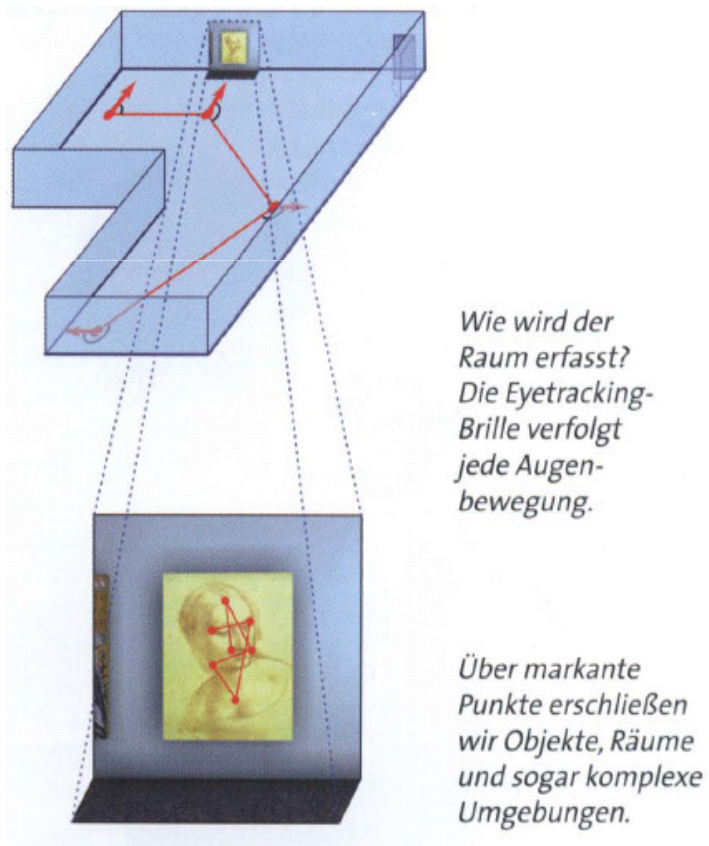 Wie wird der
Raum erfasst?
Die Eyetracking-
Brille verfolgt
jede Augen-
bewegung.
Über markante
Punkte erschließen
wir Objekte, Räume
und sogar komplexe
Umgebungen.